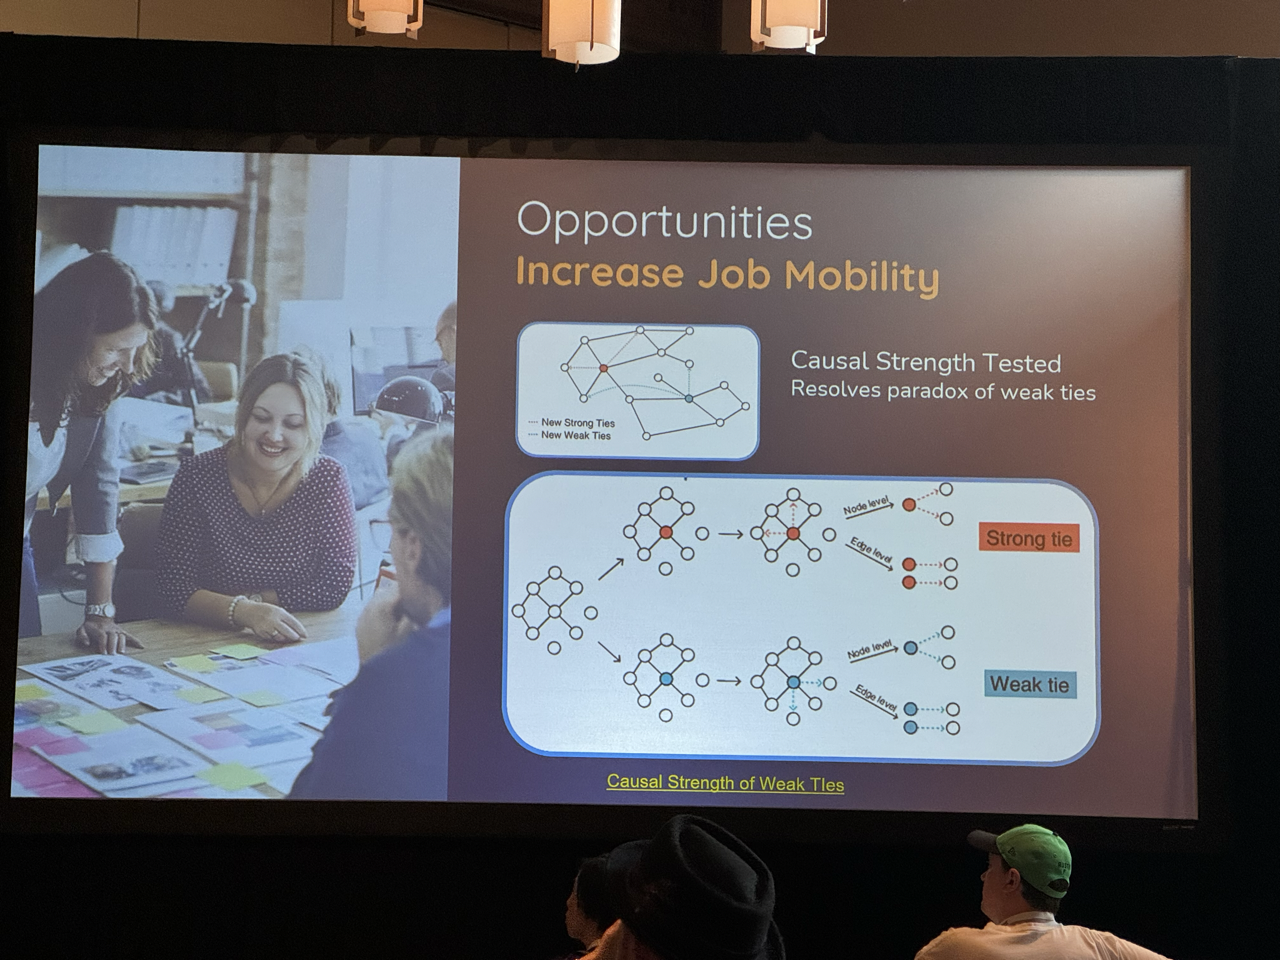 Opportunities
Increase Job Mobility
Causal Strength Tested
Resolves paradox of weak ties
New Strong Ties
New Weak Ties
Node level
Edge level
Strong tie
Node level
Edge level
Weak tie
Causal Strength of Weak TIes